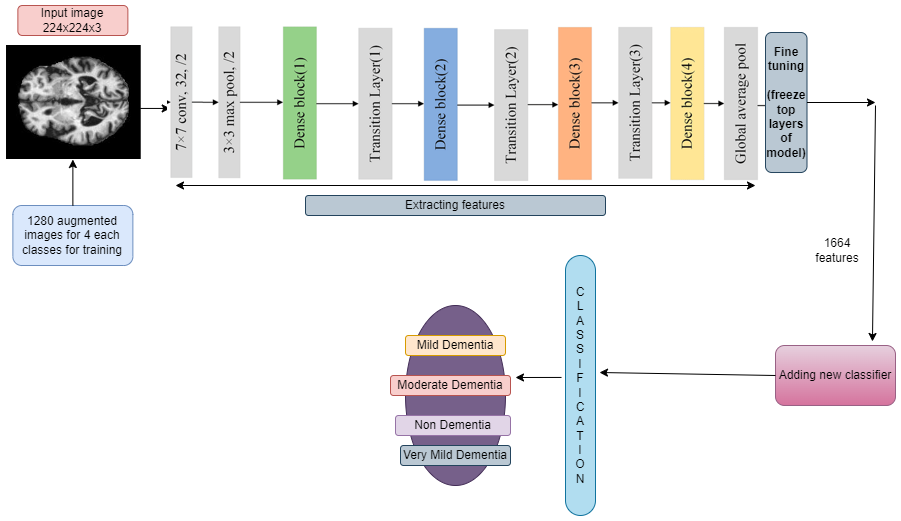 Input image
224x224x3
7×7 conv, 32, /2
3×3 max pool, /2
Dense block(1)
Transition Layer(1)
Dense block(2)
Transition Layer(2)
Dense block(3)
Transition Layer(3)
Dense block(4)
Global average pool
Fine
tuning
(freeze
top
layers
of
model)
Extracting features
1280 augmented
images for 4 each
classes for training
1664
features
Adding new classifier
CLASSIFICATION
Mild Dementia
Moderate Dementia
Non Dementia
Very Mild Dementia